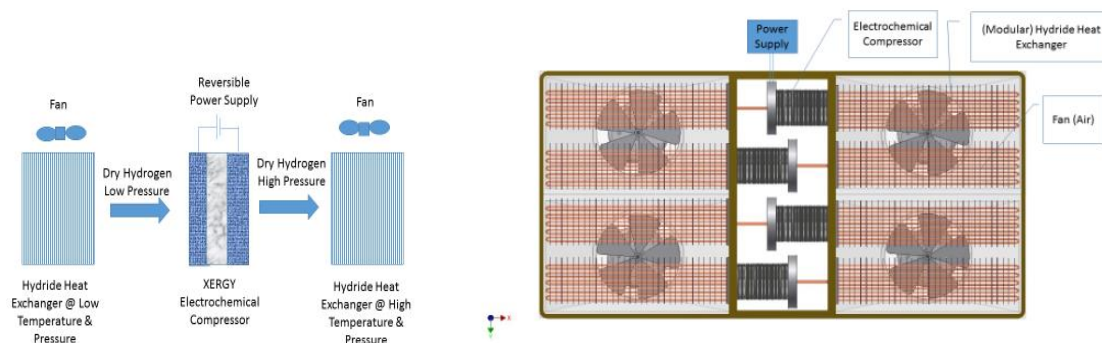 Fan
Reversible
Power Supply
Fan
Dry Hydrogen
Low Pressure
Dry Hydrogen
High Pressure
Hydride Heat
Exchanger @ Low
Temperature &
Pressure
XERGY
Electrochemical
Compressor
Hydride Heat
Exchanger @ High
Temperature &
Pressure
Power
Supply
Electrochemical
Compressor
(Modular) Hydride Heat
Exchanger
Fan (Air)
X
Y